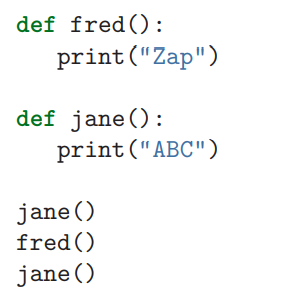 def fred():
    print("Zap")

def jane():
    print("ABC")

jane()
fred()
jane()